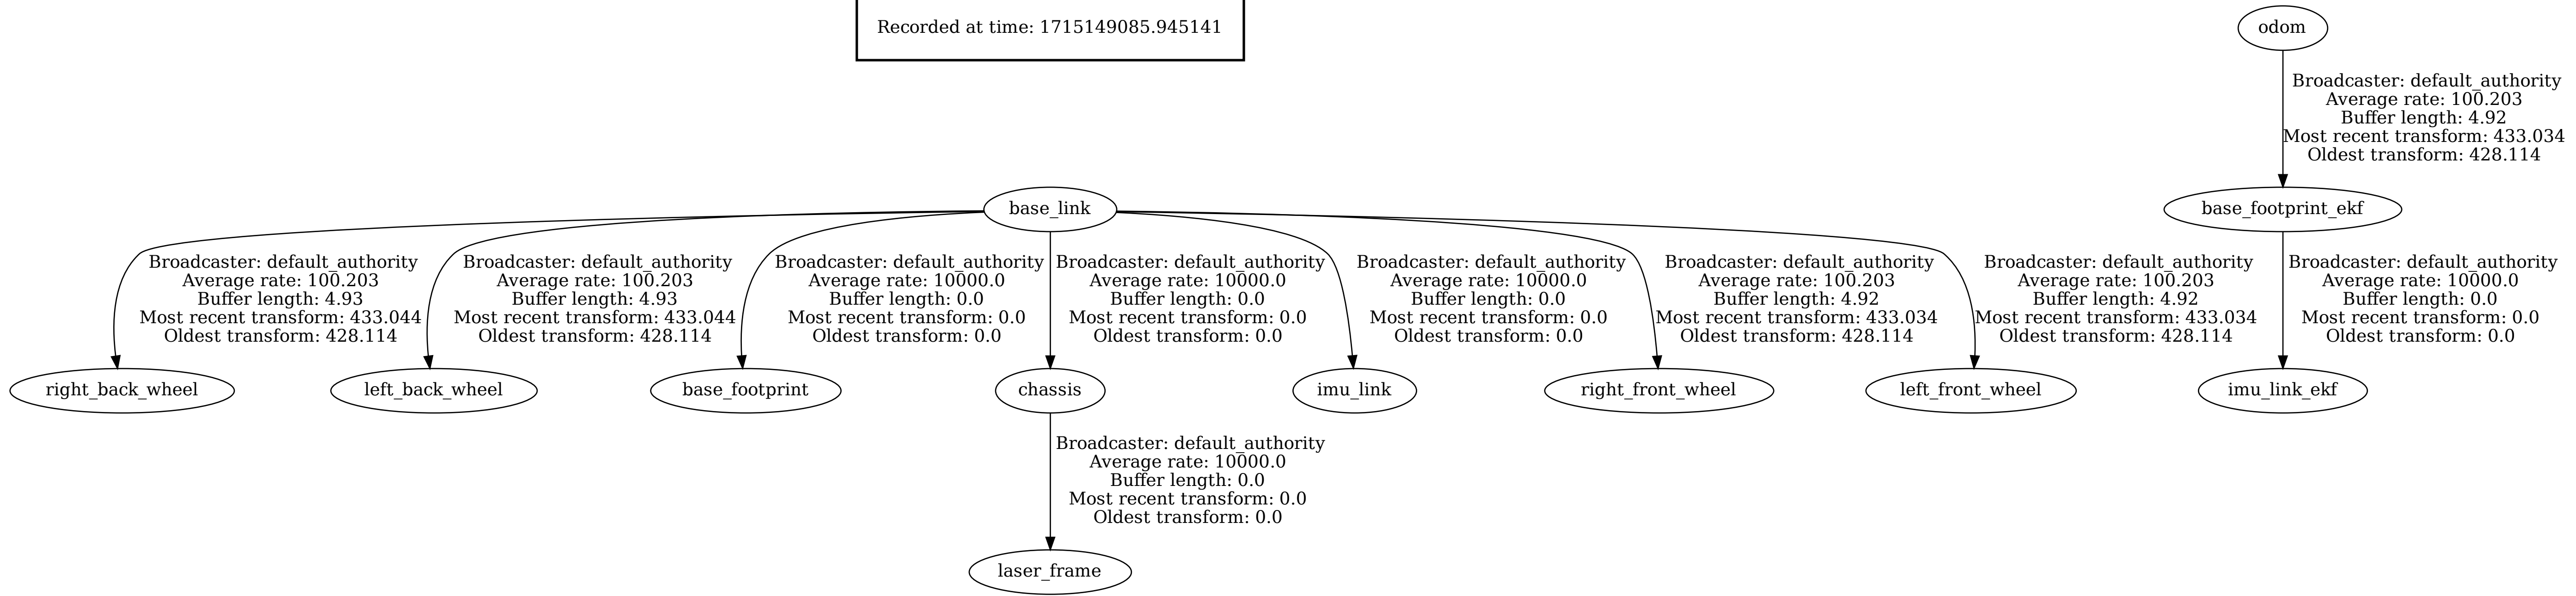 Recorded at time: 1715149085.945141
odom
Broadcaster: default_authority
Average rate: 100.203
Buffer length: 4.92
Most recent transform: 433.034
Oldest transform: 428.114
base_link
base_footprint_ekf
Broadcaster: default_authority
Average rate: 100.203
Buffer length: 4.93
Most recent transform: 433.044
Oldest transform: 428.114
Broadcaster: default_authority
Average rate: 100.203
Buffer length: 4.93
Most recent transform: 433.044
Oldest transform: 428.114
Broadcaster: default_authority
Average rate: 10000.0
Buffer length: 0.0
Most recent transform: 0.0
Oldest transform: 0.0
Broadcaster: default_authority
Average rate: 10000.0
Buffer length: 0.0
Most recent transform: 0.0
Oldest transform: 0.0
Broadcaster: default_authority
Average rate: 10000.0
Buffer length: 0.0
Most recent transform: 0.0
Oldest transform: 0.0
Broadcaster: default_authority
Average rate: 100.203
Buffer length: 4.92
Most recent transform: 433.034
Oldest transform: 428.114
Broadcaster: default_authority
Average rate: 100.203
Buffer length: 4.92
Most recent transform: 433.034
Oldest transform: 428.114
Broadcaster: default_authority
Average rate: 10000.0
Buffer length: 0.0
Most recent transform: 0.0
Oldest transform: 0.0
right_back_wheel
left_back_wheel
base_footprint
chassis
imu_link
right_front_wheel
left_front_wheel
imu_link_ekf
Broadcaster: default_authority
Average rate: 10000.0
Buffer length: 0.0
Most recent transform: 0.0
Oldest transform: 0.0
laser_frame